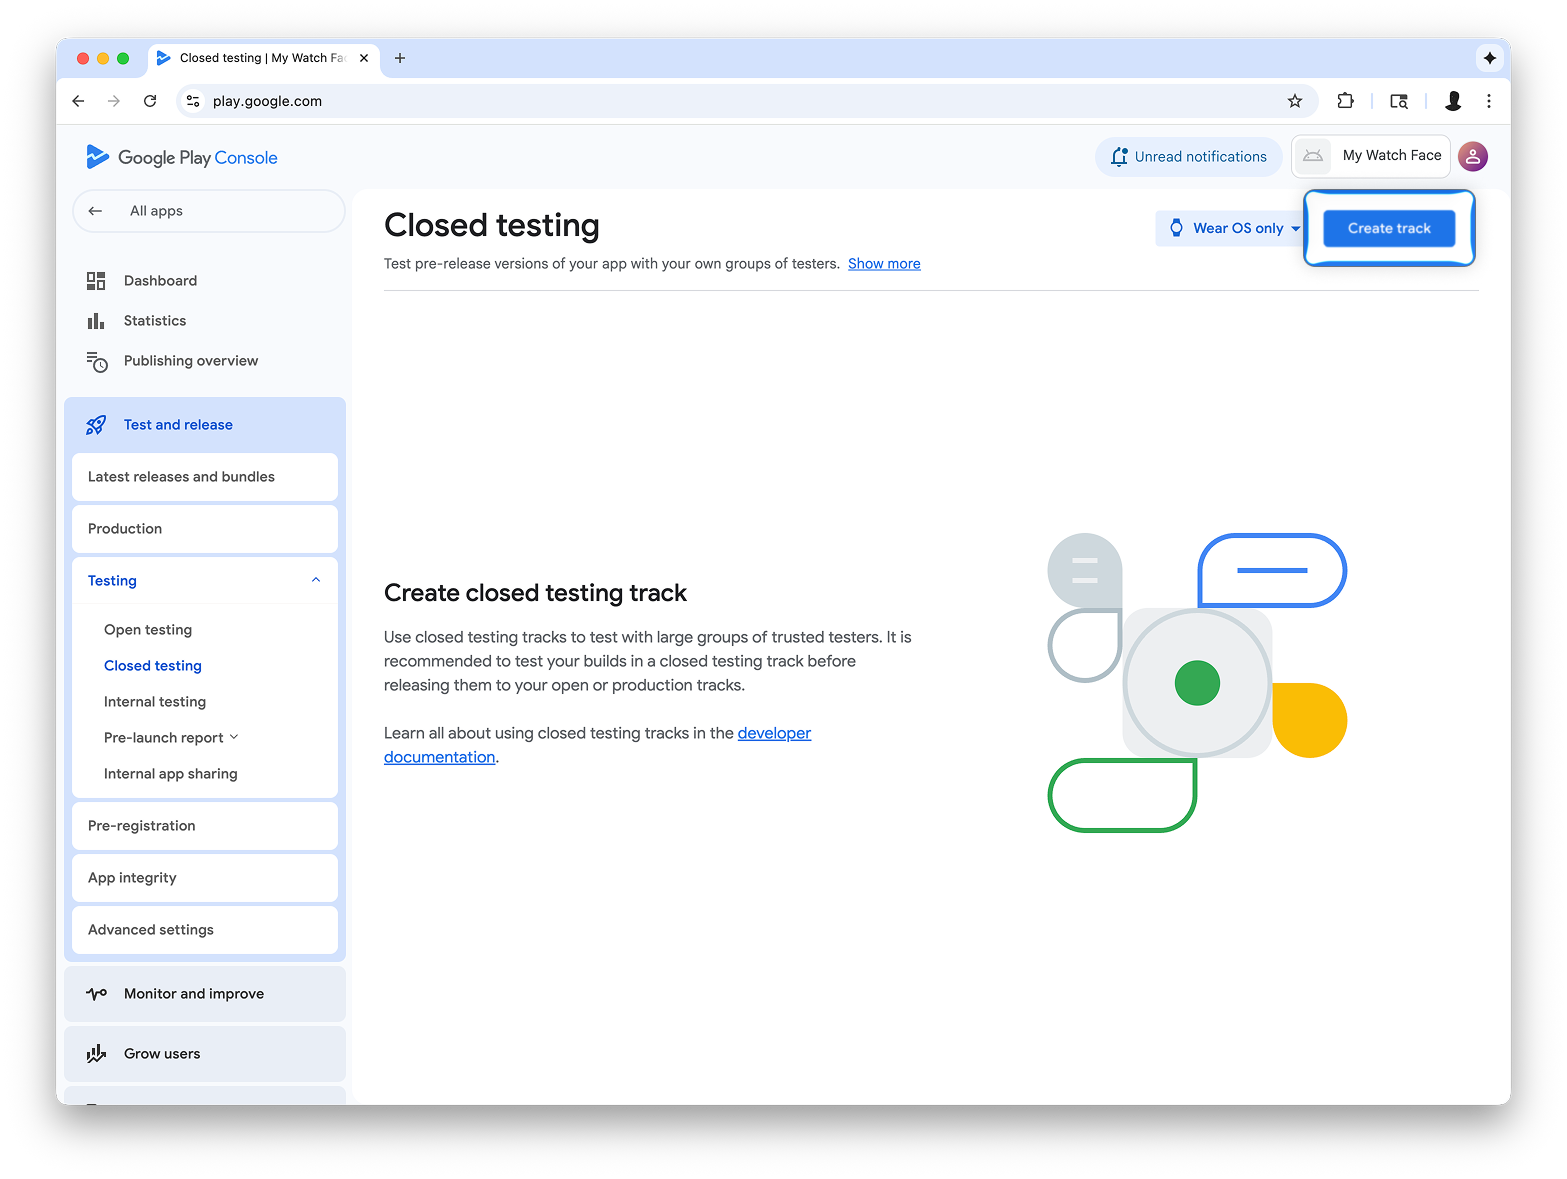 Closed testing | My Watch Fa
play.google.com
Google Play Console
Unread notifications
My Watch Face
All apps
Dashboard
Statistics
Publishing overview
Test and release
Latest releases and bundles
Production
Testing
Open testing
Closed testing
Internal testing
Pre-launch report
Internal app sharing
Pre-registration
App integrity
Advanced settings
Monitor and improve
Grow users
Closed testing
Wear OS only
Create track
Test pre-release versions of your app with your own groups of testers. Show more
Create closed testing track
Use closed testing tracks to test with large groups of trusted testers. It is
recommended to test your builds in a closed testing track before
releasing them to your open or production tracks.
Learn all about using closed testing tracks in the developer
documentation.